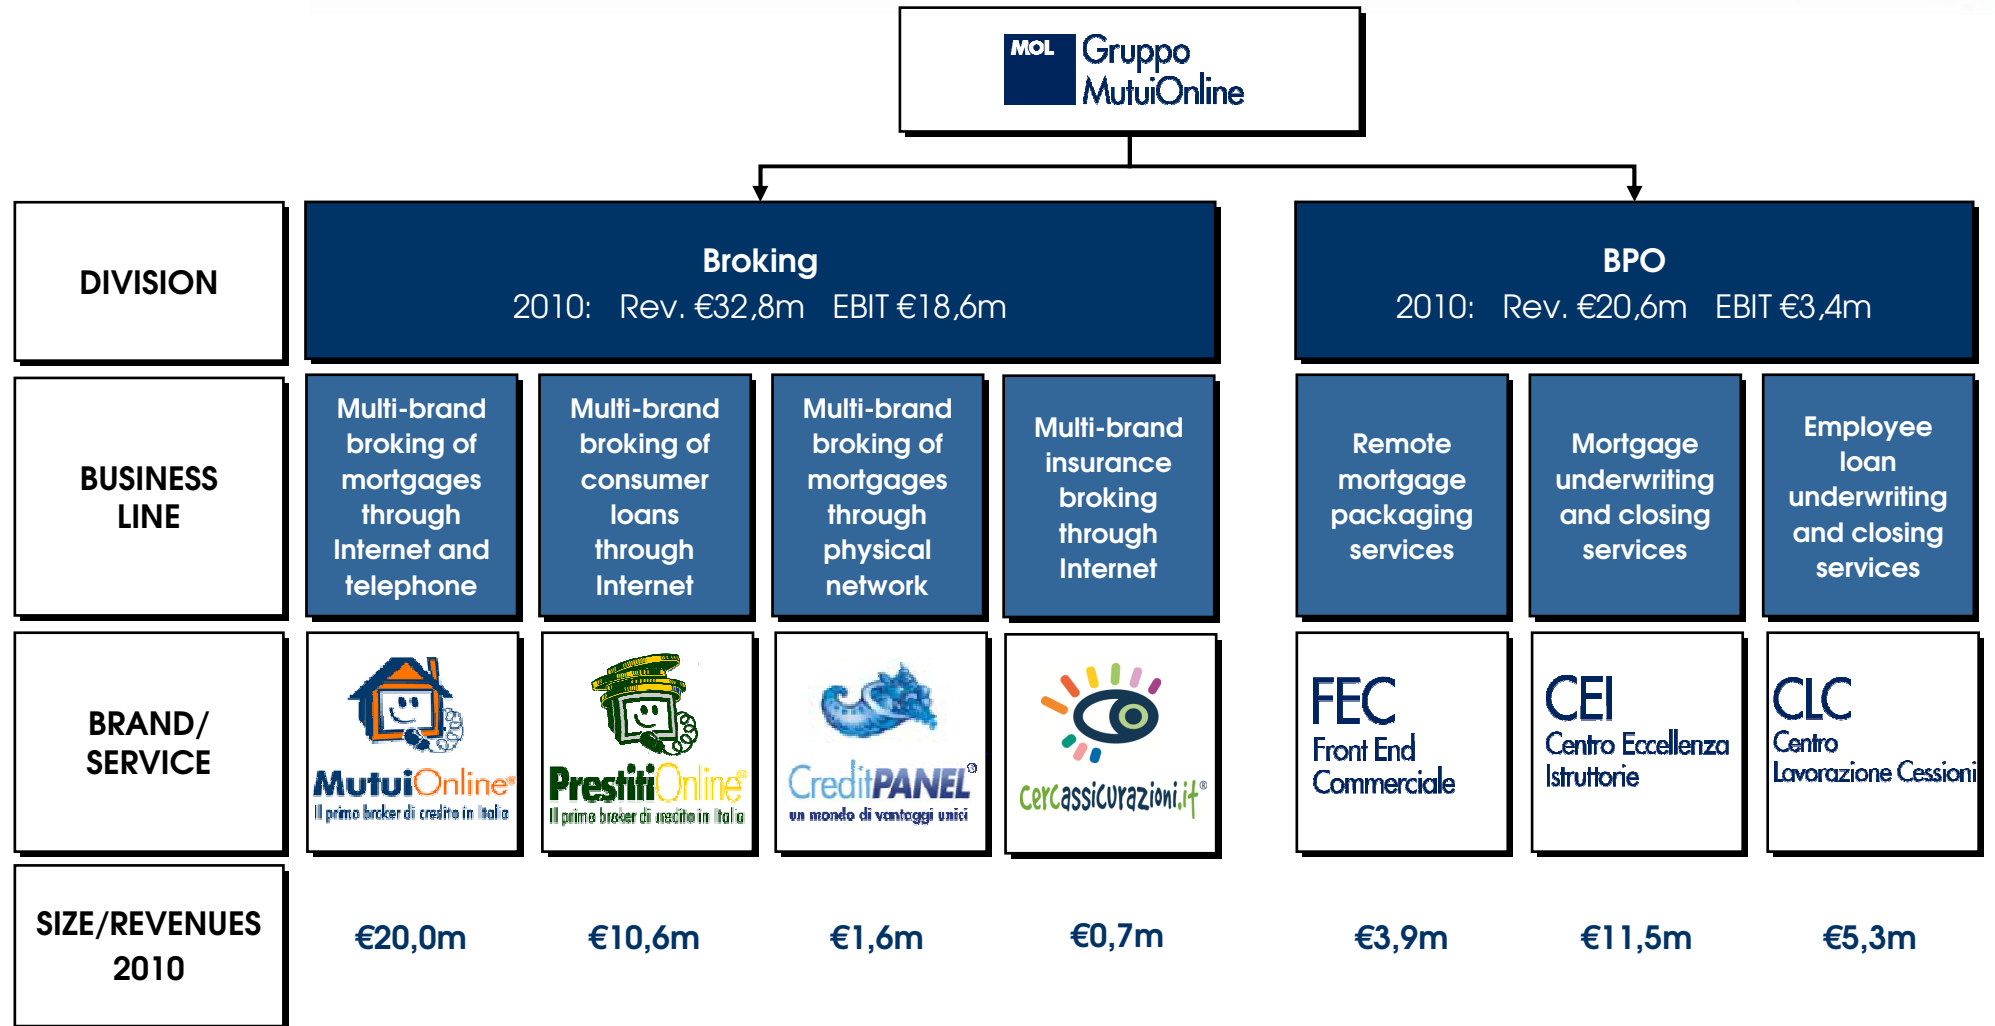 MOL
Gruppo
MutuiOnline
DIVISION
Broking
2010: Rev. €32,8m EBIT €18,6m
BPO
2010: Rev. €20,6m EBIT €3,4m
BUSINESS
LINE
Multi-brand
broking of
mortgages
through
Internet and
telephone
Multi-brand
broking of
consumer
loans
through
Internet
Multi-brand
broking of
mortgages
through
physical
network
Multi-brand
insurance
broking
through
Internet
Remote
mortgage
packaging
services
Mortgage
underwriting
and closing
services
Employee
loan
underwriting
and closing
services
BRAND/
SERVICE
MutuiOnline®
Il primo broker di credito in Italia
PrestitiOnline®
Il primo broker di credito in Italia
CreditPANEL®
un mondo di vantaggi unici
cercassicurazioni.it®
FEC
Front End
Commerciale
CEI
Centro Eccellenza
Istruttorie
CLC
Centro
Lavorazione Cessioni
SIZE/REVENUES
2010
€20,0m
€10,6m
€1,6m
€0,7m
€3,9m
€11,5m
€5,3m